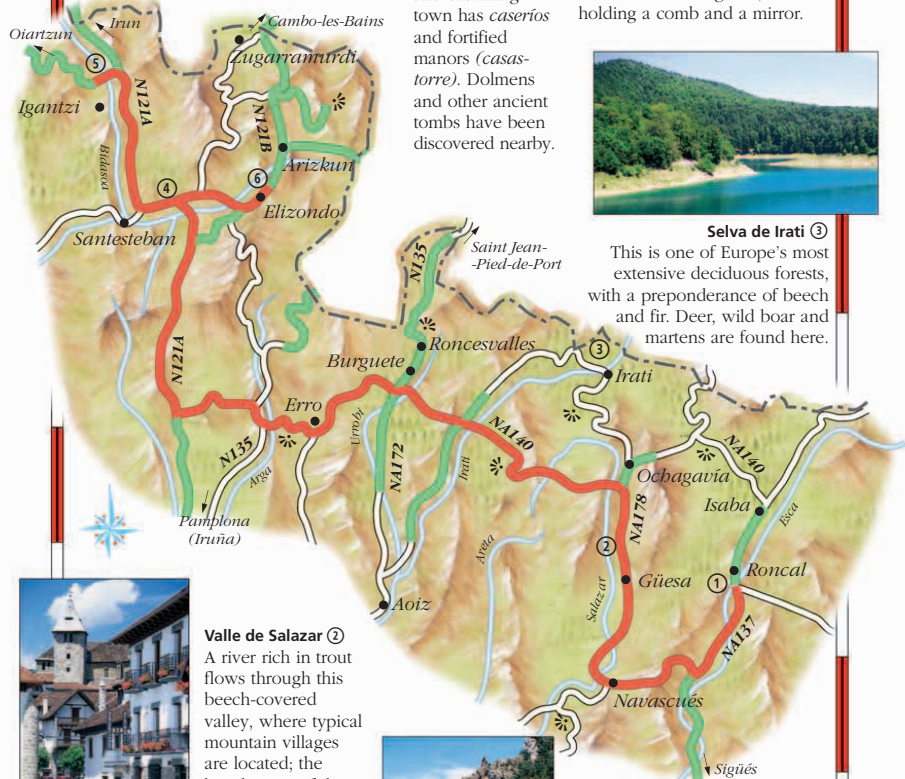 town has caseríos
and fortified
manors (casas-
torre). Dolmens
and other ancient
tombs have been
discovered nearby.
holding a comb and a mirror.
Selva de Irati ③
This is one of Europe's most
extensive deciduous forests,
with a preponderance of beech
and fir. Deer, wild boar and
martens are found here.
Irun
Oiartzun
Cambo-les-Bains
Zugarramurdi
⑤
Igantzi
N121A
N121B
Bidasoa
Arizkun
④
⑥
Elizondo
Santesteban
Saint Jean-
-Pied-de-Port
N135
Roncesvalles
③
Burguete
Irati
N121A
Erro
Urrobi
NA140
N135
Arga
NA172
Irati
NA140
Ochagavía
Isaba
Esca
Pamplona
(Iruña)
NA178
Areta
②
Salazar
Güesa
①
Roncal
Aoiz
NA137
Navascués
Sigüés
Valle de Salazar ②
A river rich in trout
flows through this
beech-covered
valley, where typical
mountain villages
are located; the